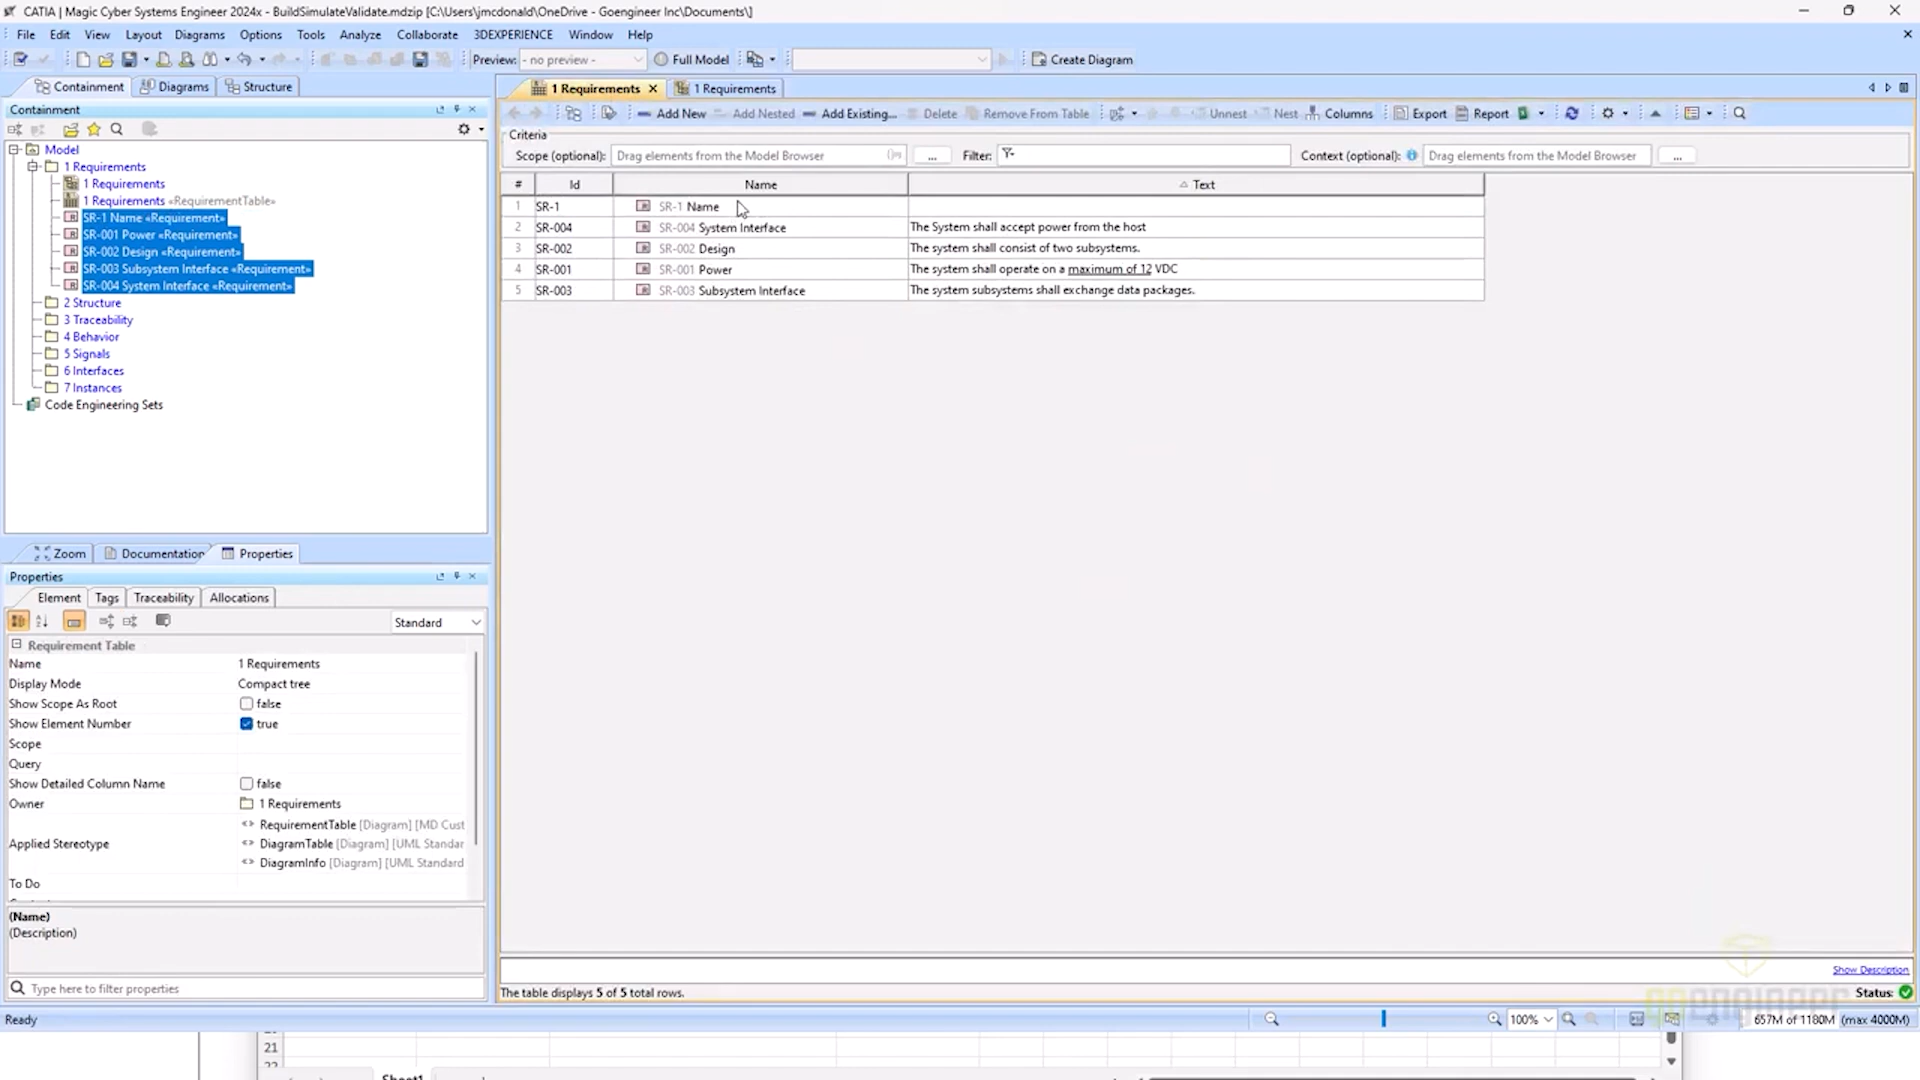 CATIA | Magic Cyber Systems Engineer 2024x - BuildSimulateValidate.mdzip [C:\Users\jmcdonald\OneDrive - Goengineer Inc\Documents\]
File Edit View Layout Diagrams Options Tools Analyze Collaborate 3DEXPERIENCE Window Help
Preview: - no preview - Full Model Create Diagram
Containment Diagrams Structure
1 Requirements 1 Requirements
Containment
Add New Add Nested Add Existing... Delete Remove From Table Unnest Nest Columns Export Report
Criteria
Scope (optional): Drag elements from the Model Browser ... Filter: Context (optional): Drag elements from the Model Browser ...
Model
1 Requirements
1 Requirements
1 Requirements «RequirementTable»
SR-1 Name «Requirement»
SR-001 Power «Requirement»
SR-002 Design «Requirement»
SR-003 Subsystem Interface «Requirement»
SR-004 System Interface «Requirement»
2 Structure
3 Traceability
4 Behavior
5 Signals
6 Interfaces
7 Instances
Code Engineering Sets
# Id Name Text
1 SR-1 SR-1 Name
2 SR-004 SR-004 System Interface The System shall accept power from the host
3 SR-002 SR-002 Design The system shall consist of two subsystems.
4 SR-001 SR-001 Power The system shall operate on a maximum of 12 VDC
5 SR-003 SR-003 Subsystem Interface The system subsystems shall exchange data packages.
Zoom Documentation Properties
Properties
Element Tags Traceability Allocations
Standard
Requirement Table
Name 1 Requirements
Display Mode Compact tree
Show Scope As Root false
Show Element Number true
Scope
Query
Show Detailed Column Name false
Owner 1 Requirements
RequirementTable [Diagram] [MD Cust
Applied Stereotype DiagramTable [Diagram] [UML Standar
DiagramInfo [Diagram] [UML Standard
To Do
(Name)
(Description)
Type here to filter properties
Show Description
The table displays 5 of 5 total rows.
Status:
goengineer
Ready
100%
657M of 1180M (max 4000M)
21
22
Sheet1